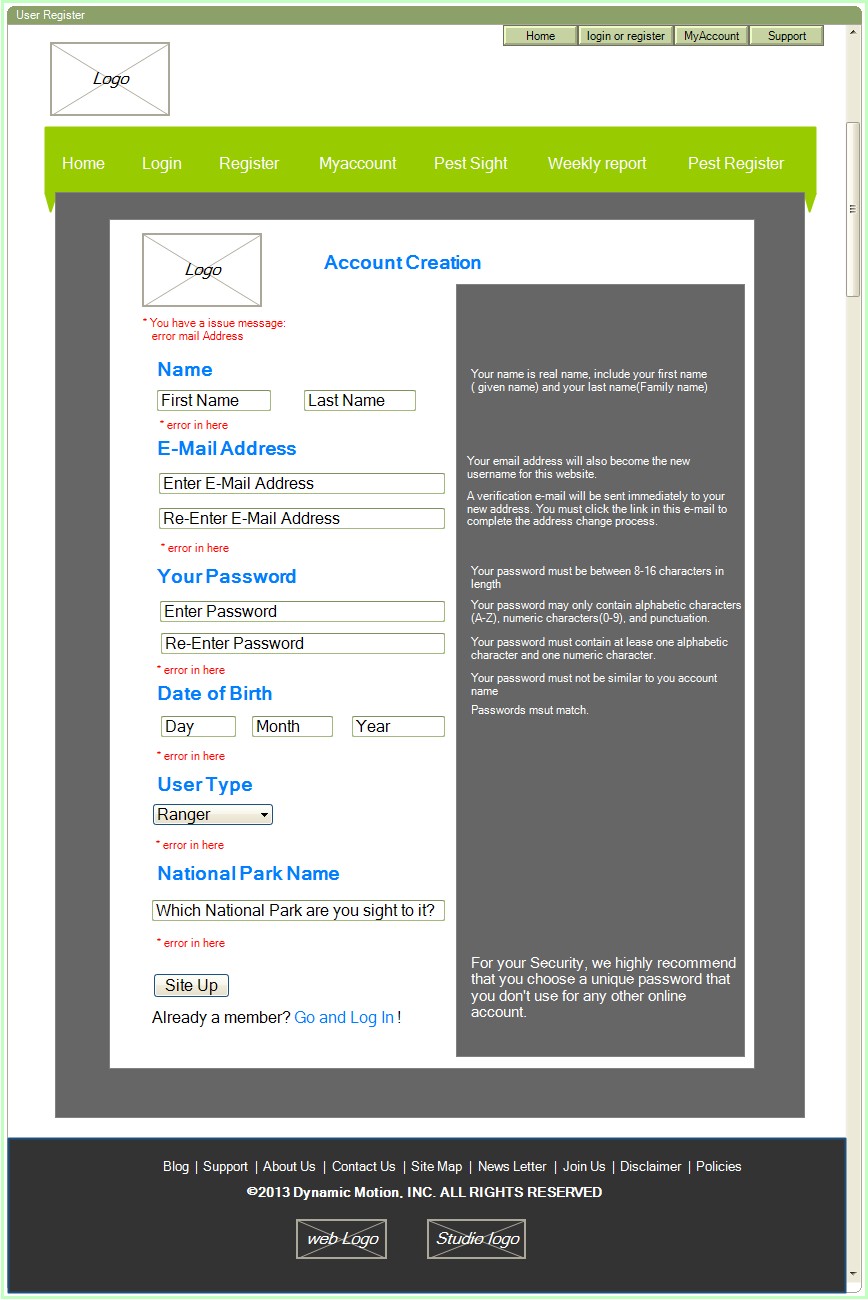 User Register
Home login or register MyAccount Support
Logo
Home Login Register Myaccount Pest Sight Weekly report Pest Register
Logo
Account Creation
* You have a issue message:
error mail Address
Name
First Name Last Name
* error in here
Your name is real name, include your first name
( given name) and your last name(Family name)
E-Mail Address
Enter E-Mail Address
Re-Enter E-Mail Address
* error in here
Your email address will also become the new
username for this website.
A verification e-mail will be sent immediately to your
new address. You must click the link in this e-mail to
complete the address change process.
Your Password
Enter Password
Re-Enter Password
* error in here
Your password must be between 8-16 characters in
length
Your password may only contain alphabetic characters
(A-Z), numeric characters(0-9), and punctuation.
Your password must contain at lease one alphabetic
character and one numeric character.
Your password must not be similar to you account
name
Passwords msut match.
Date of Birth
Day Month Year
* error in here
User Type
Ranger
* error in here
National Park Name
Which National Park are you sight to it?
* error in here
Site Up
Already a member? Go and Log In !
For your Security, we highly recommend
that you choose a unique password that
you don't use for any other online
account.
Blog | Support | About Us | Contact Us | Site Map | News Letter | Join Us | Disclaimer | Policies
©2013 Dynamic Motion, INC. ALL RIGHTS RESERVED
web Logo Studio logo